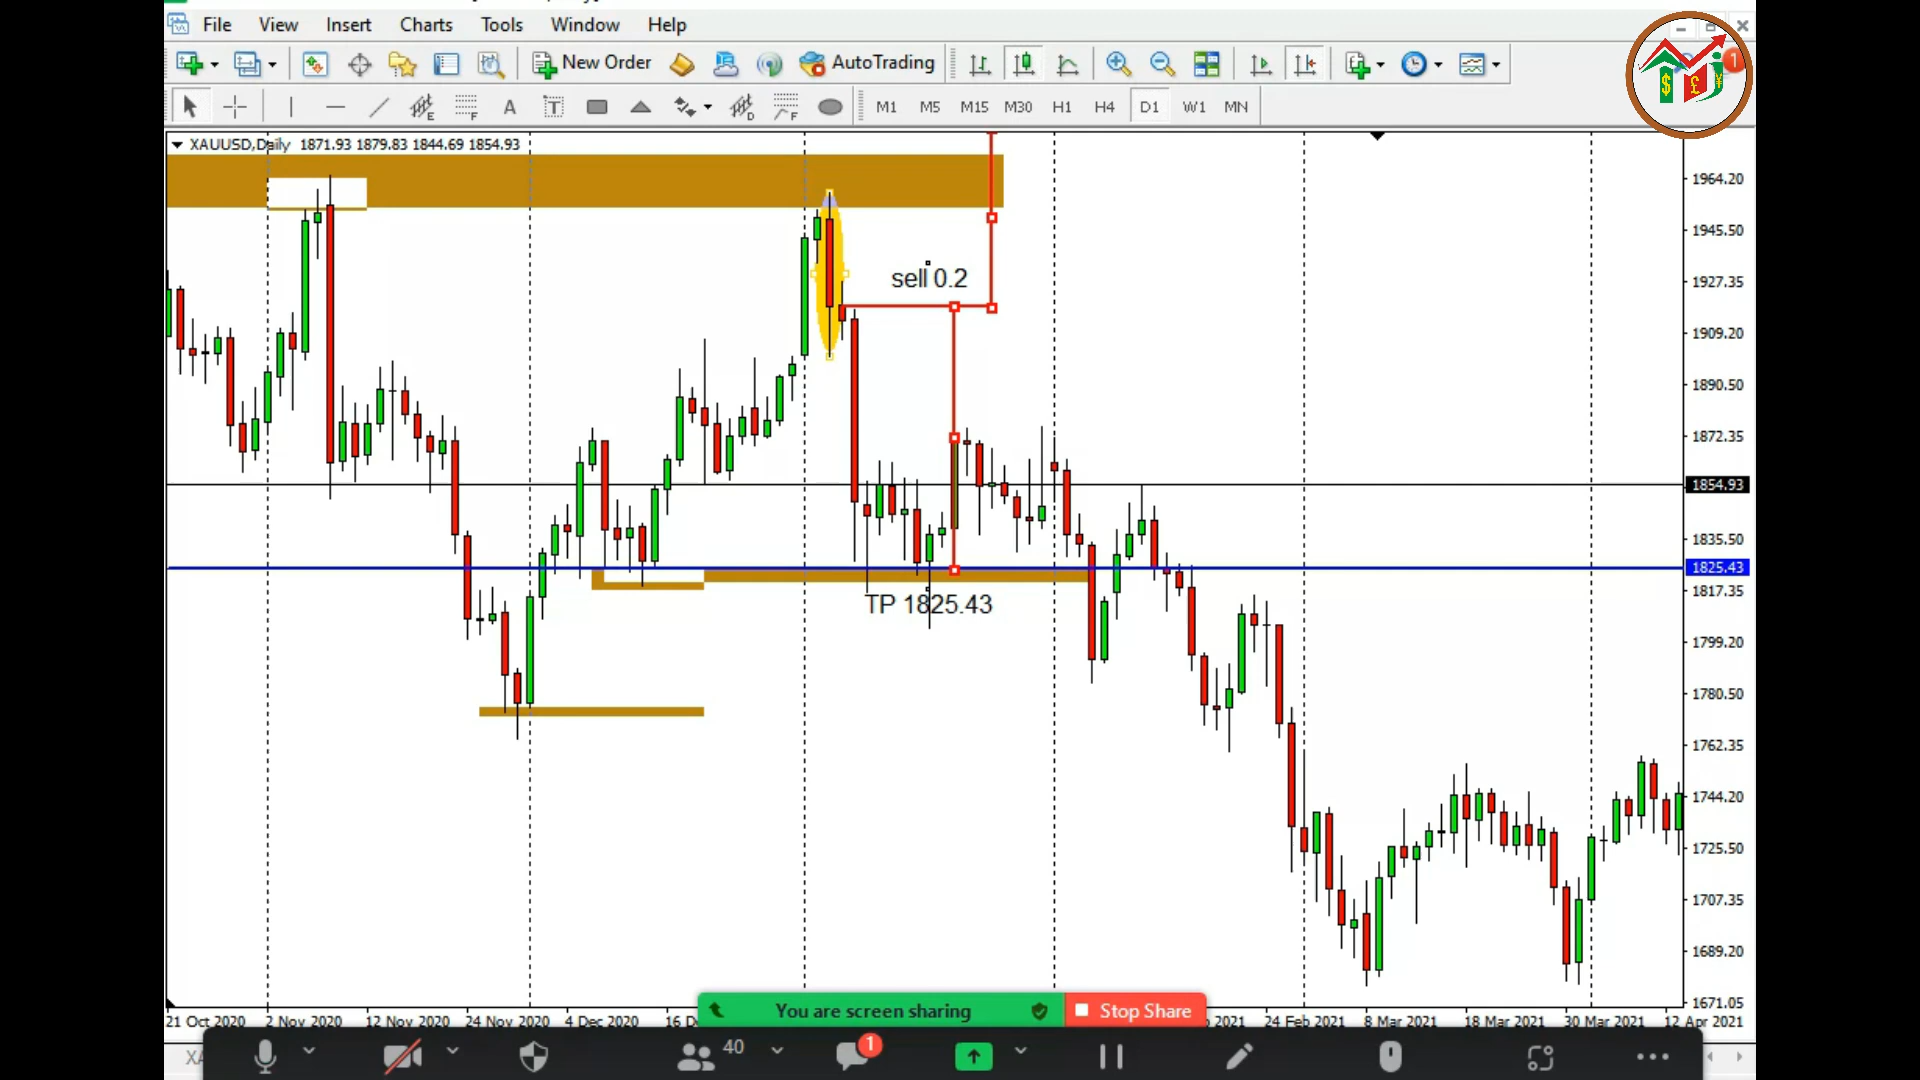 File View Insert Charts Tools Window Help
New Order AutoTrading
1
$ £ ¥
E F A T D F M1 M5 M15 M30 H1 H4 D1 W1 MN
XAUUSD,Daily 1871.93 1879.83 1844.69 1854.93
1964.20
1945.50
sell 0.2
1927.35
1909.20
1890.50
1872.35
1854.93
1835.50
1825.43
1817.35
TP 1825.43
1799.20
1780.50
1762.35
1744.20
1725.50
1707.35
1689.20
1671.05
You are screen sharing Stop Share
21 Oct 2020 2 Nov 2020 12 Nov 2020 24 Nov 2020 4 Dec 2020 16 D 2021 24 Feb 2021 8 Mar 2021 18 Mar 2021 30 Mar 2021 12 Apr 2021
XA 40 1